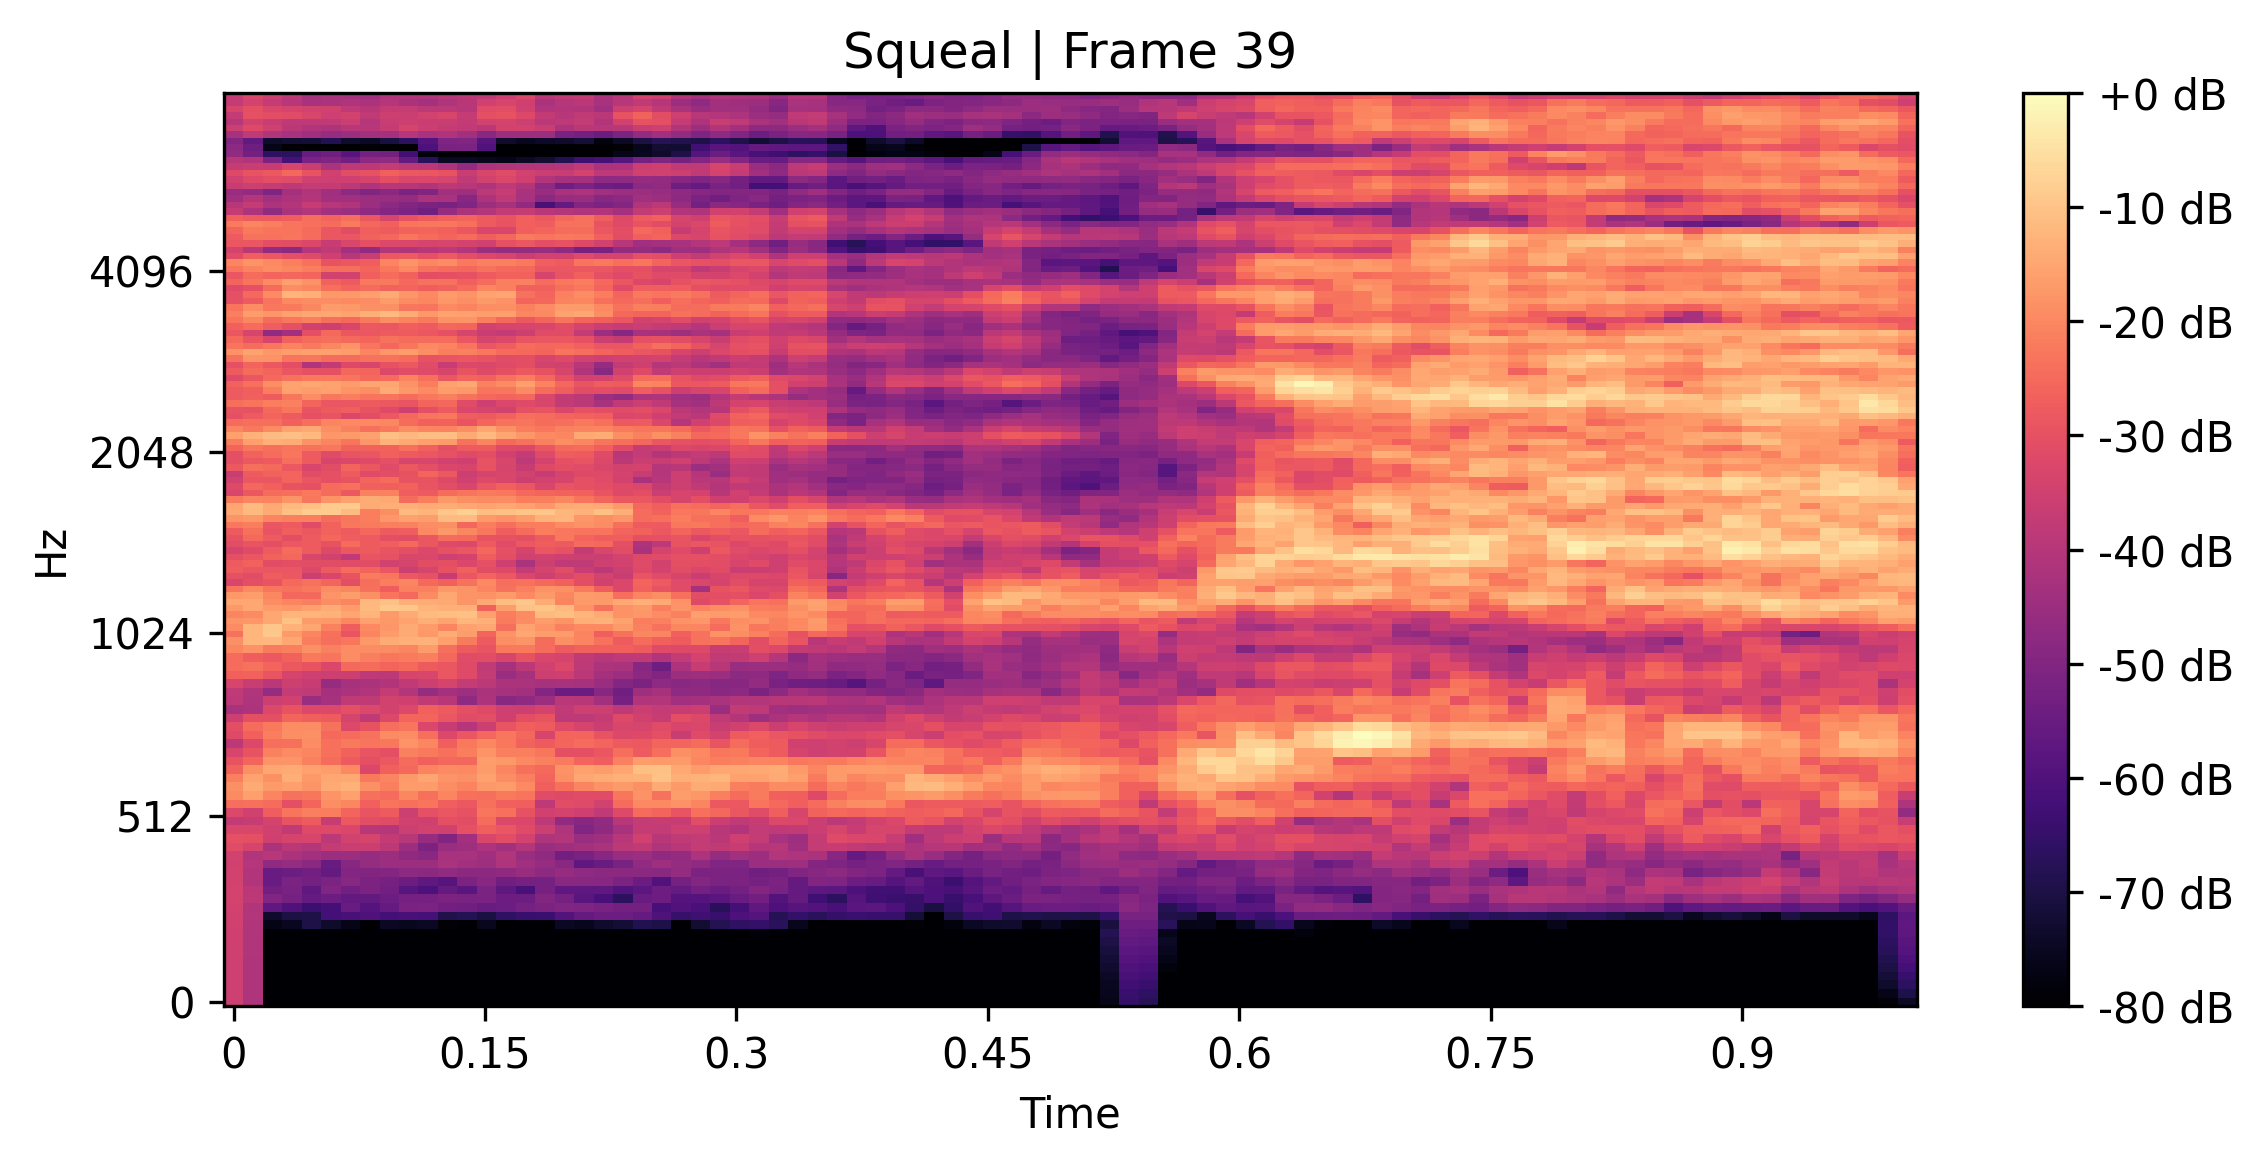 Squeal | Frame 39
+0 dB
-10 dB
-20 dB
-30 dB
-40 dB
-50 dB
-60 dB
-70 dB
-80 dB
Hz
4096
2048
1024
512
0
0 0.15 0.3 0.45 0.6 0.75 0.9
Time